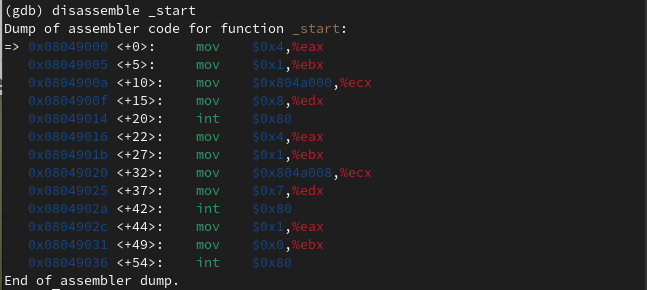 (gdb) disassemble _start
Dump of assembler code for function _start:
=> 0x08049000 <+0>:     mov    $0x4,%eax
   0x08049005 <+5>:     mov    $0x1,%ebx
   0x0804900a <+10>:    mov    $0x804a000,%ecx
   0x0804900f <+15>:    mov    $0x8,%edx
   0x08049014 <+20>:    int    $0x80
   0x08049016 <+22>:    mov    $0x4,%eax
   0x0804901b <+27>:    mov    $0x1,%ebx
   0x08049020 <+32>:    mov    $0x804a008,%ecx
   0x08049025 <+37>:    mov    $0x7,%edx
   0x0804902a <+42>:    int    $0x80
   0x0804902c <+44>:    mov    $0x1,%eax
   0x08049031 <+49>:    mov    $0x0,%ebx
   0x08049036 <+54>:    int    $0x80
End of assembler dump.